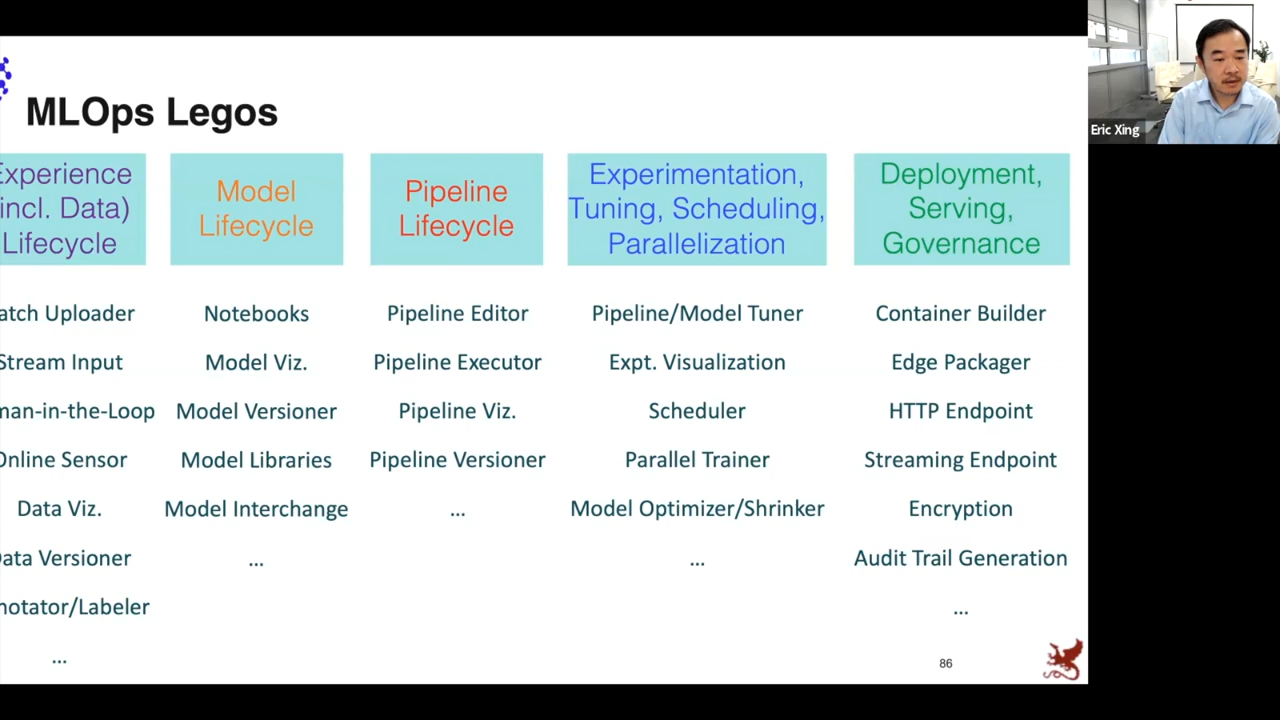 MLOps Legos
Experience
incl. Data)
Lifecycle
atch Uploader
Stream Input
man-in-the-Loop
Online Sensor
Data Viz.
ata Versioner
notator/Labeler
...
Model
Lifecycle
Notebooks
Model Viz.
Model Versioner
Model Libraries
Model Interchange
...
Pipeline
Lifecycle
Pipeline Editor
Pipeline Executor
Pipeline Viz.
Pipeline Versioner
...
Experimentation,
Tuning, Scheduling,
Parallelization
Pipeline/Model Tuner
Expt. Visualization
Scheduler
Parallel Trainer
Model Optimizer/Shrinker
...
Deployment,
Serving,
Governance
Container Builder
Edge Packager
HTTP Endpoint
Streaming Endpoint
Encryption
Audit Trail Generation
...
86
Eric Xing